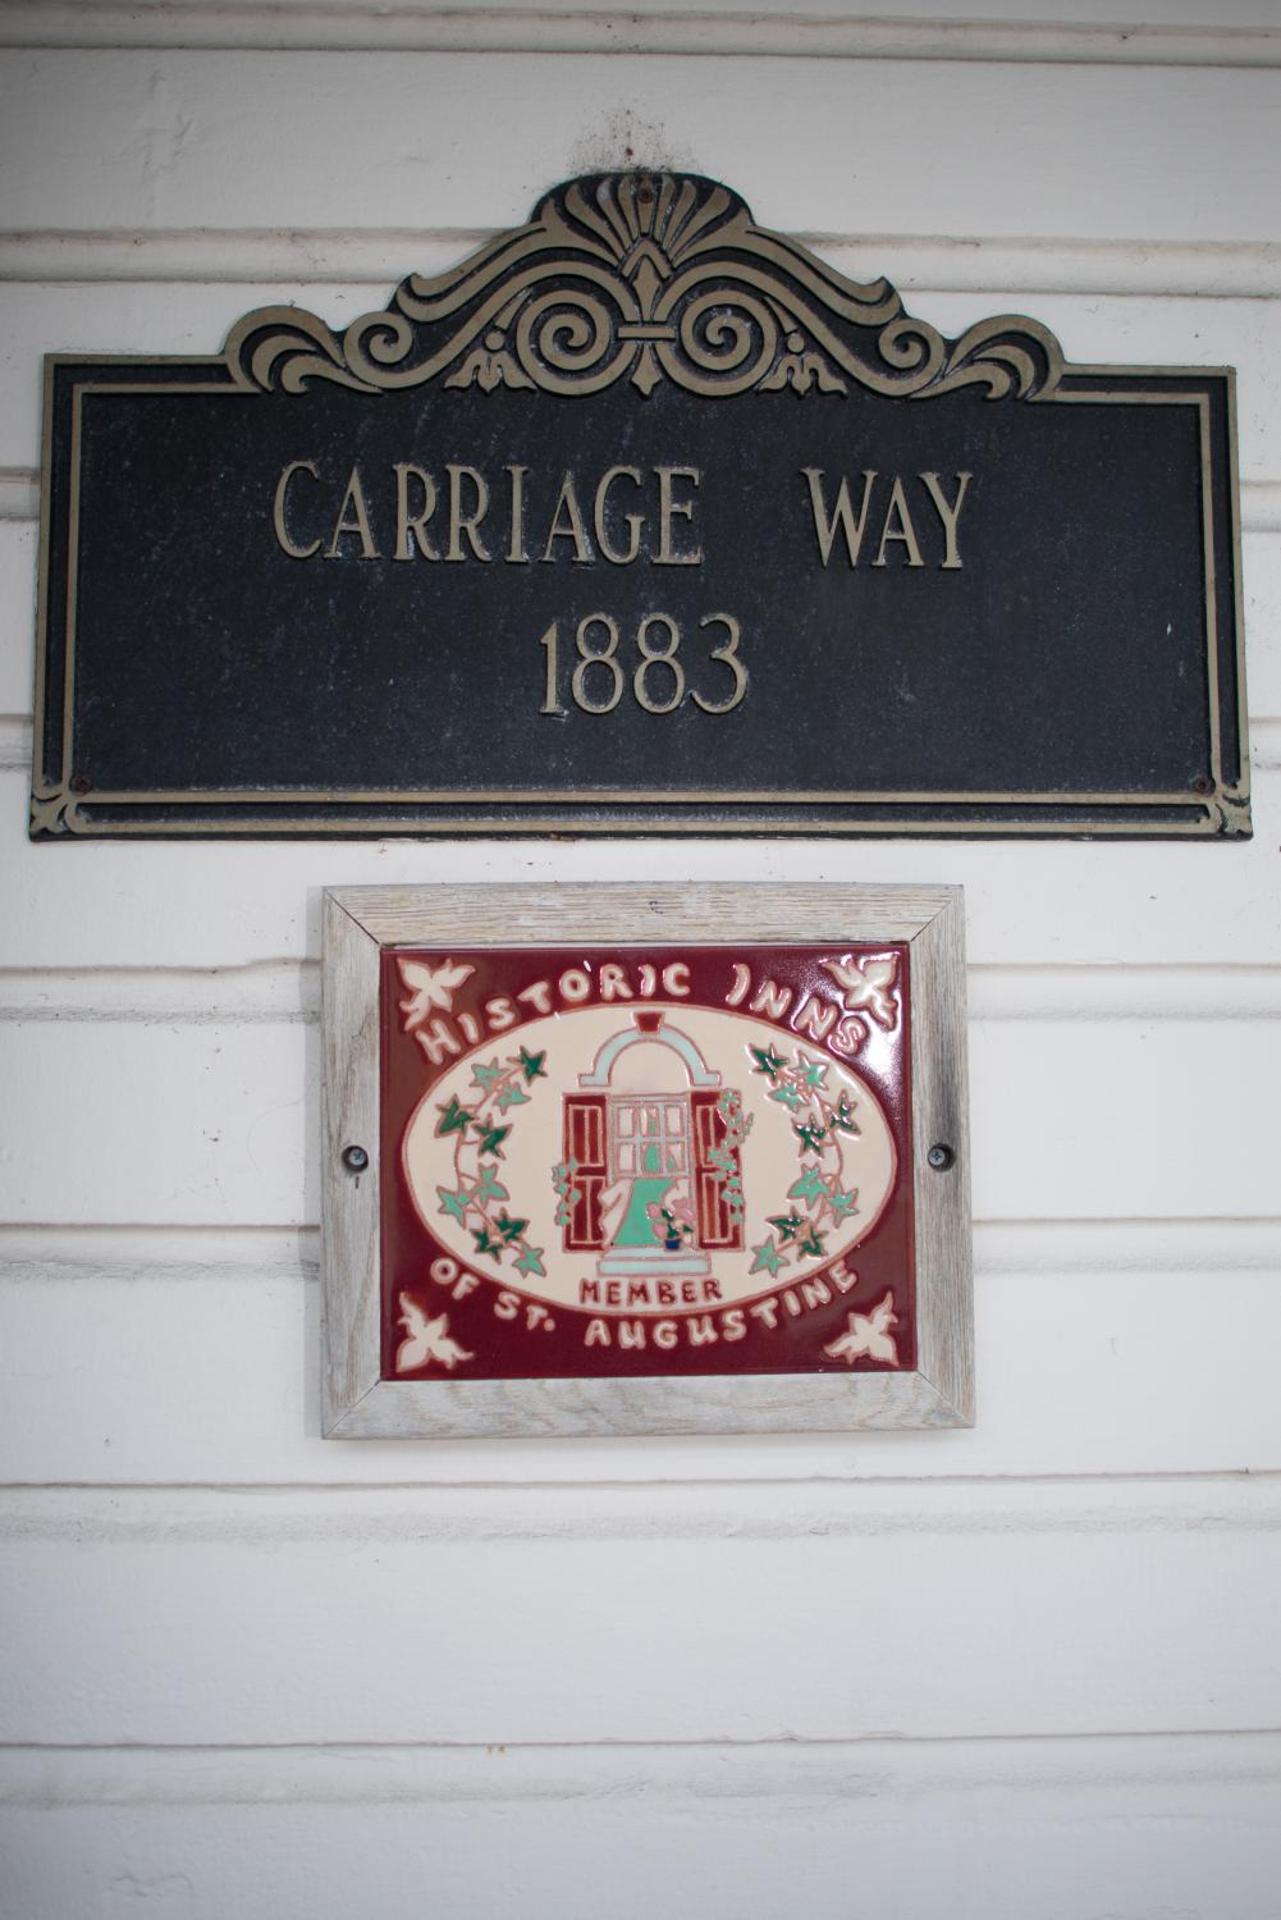 CARRIAGE WAY
1883
HISTORIC INNS
MEMBER
OF ST. AUGUSTINE